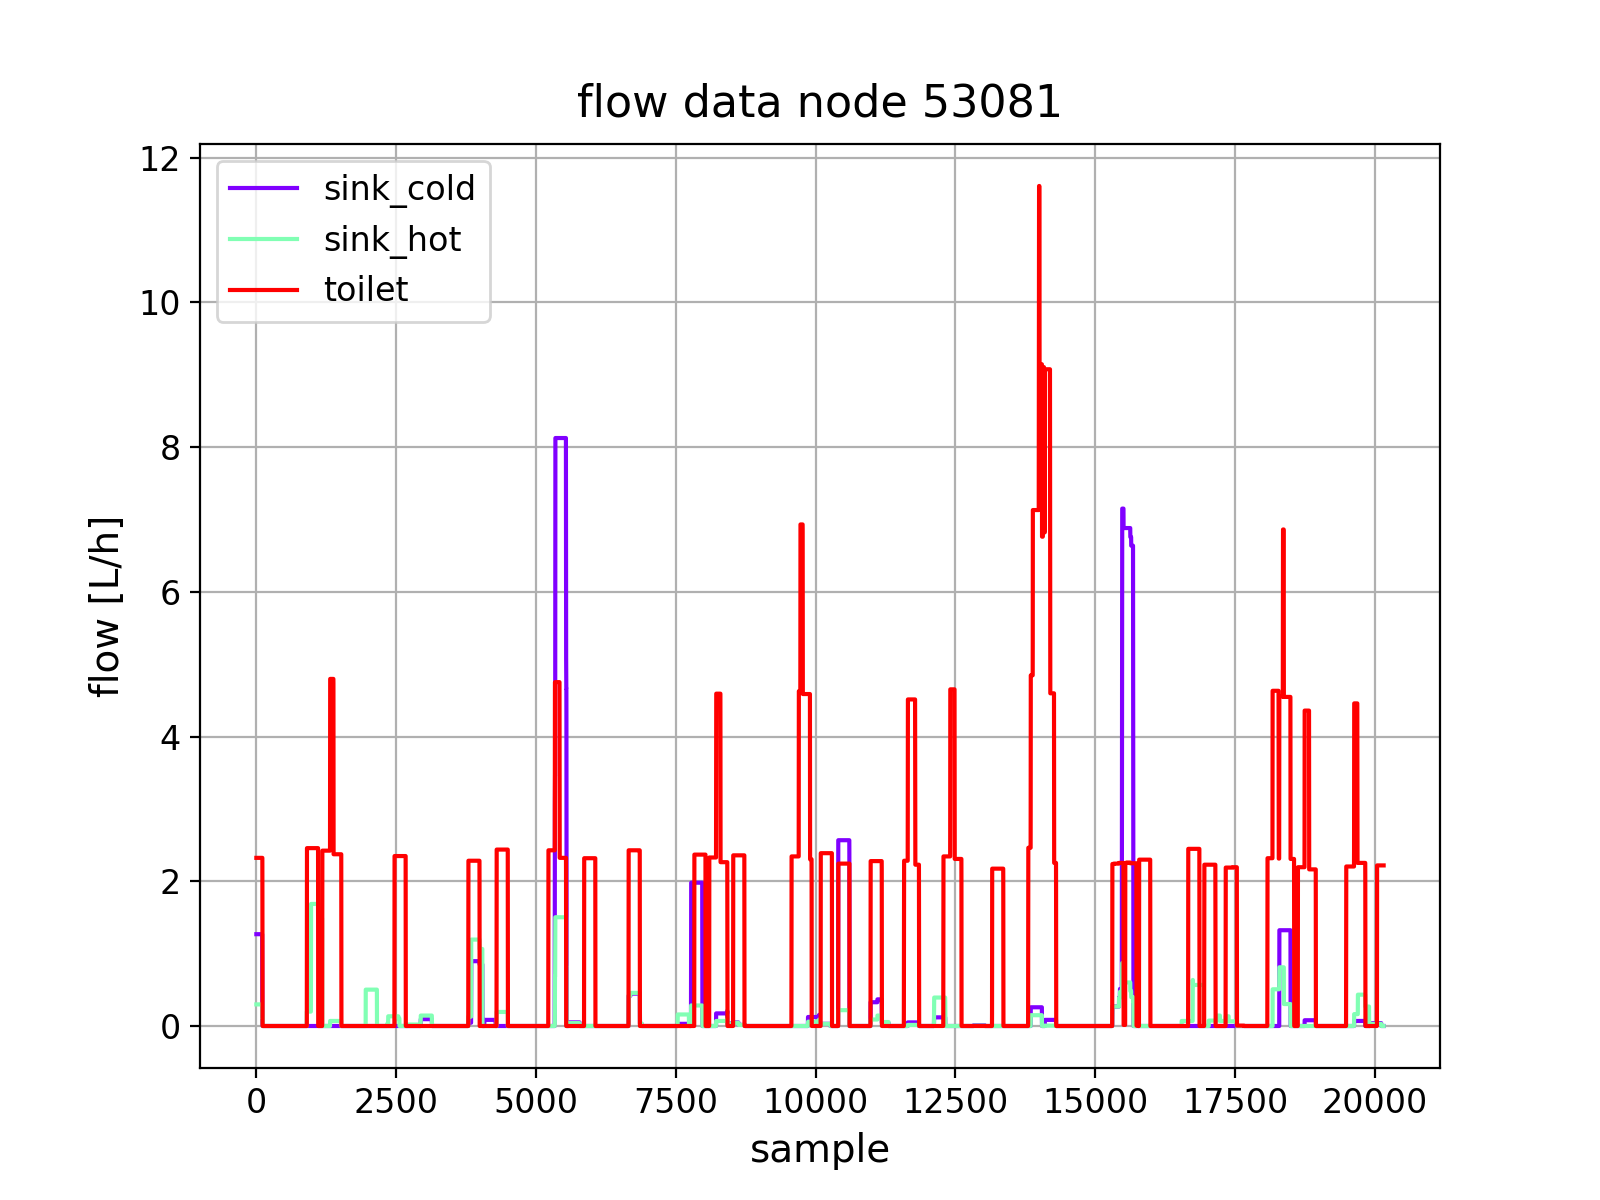 flow data node 53081
sink_cold
sink_hot
toilet
flow [L/h]
12
10
8
6
4
2
0
0 2500 5000 7500 10000 12500 15000 17500 20000
sample